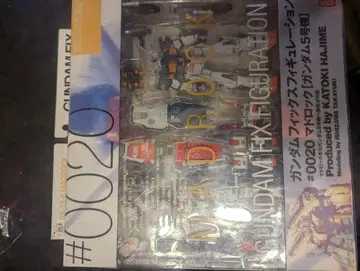 #0020
GUNDAM FIX
MAD ROCK
GUNDAM FIX FIGURATION
ガンダムフィックスフィギュレーション
#0020 マドロック[ガンダム5号機]
Produced by KATOKI HAJIME